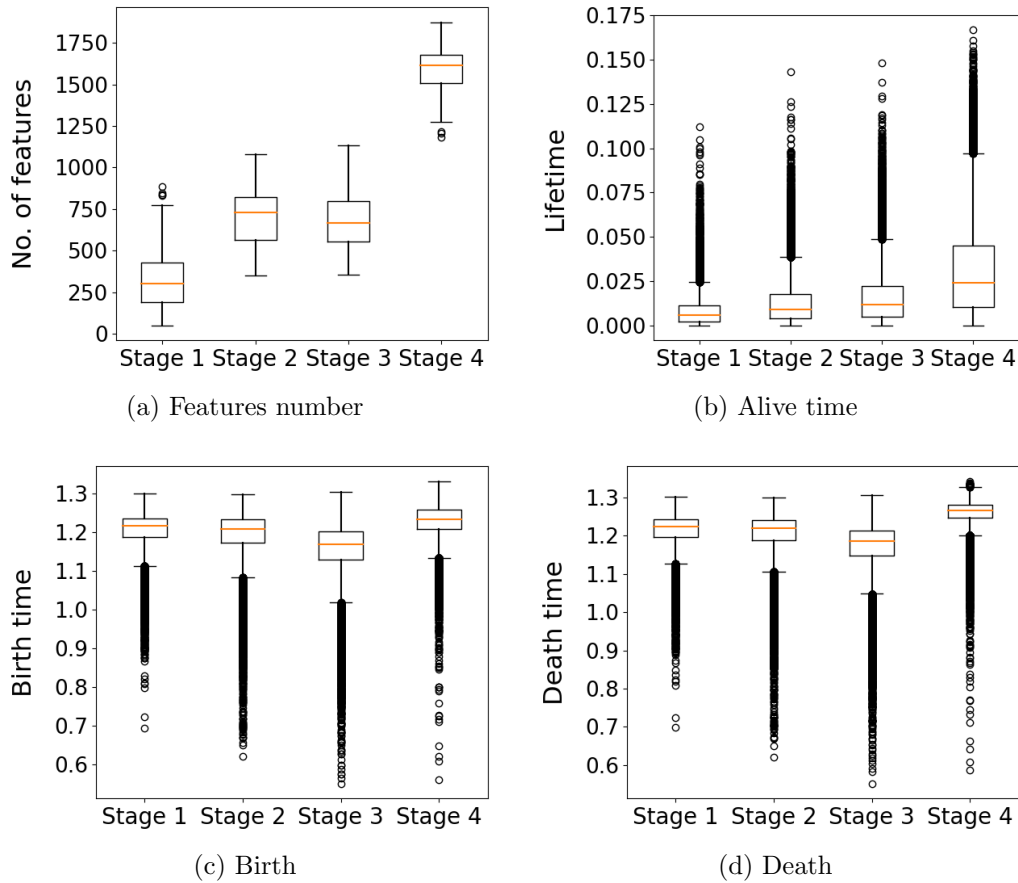 No. of features
1750
1500
1250
1000
750
500
250
0
Stage 1 Stage 2 Stage 3 Stage 4
(a) Features number
Lifetime
0.175
0.150
0.125
0.100
0.075
0.050
0.025
0.000
Stage 1 Stage 2 Stage 3 Stage 4
(b) Alive time
Birth time
1.3
1.2
1.1
1.0
0.9
0.8
0.7
0.6
Stage 1 Stage 2 Stage 3 Stage 4
(c) Birth
Death time
1.3
1.2
1.1
1.0
0.9
0.8
0.7
0.6
Stage 1 Stage 2 Stage 3 Stage 4
(d) Death